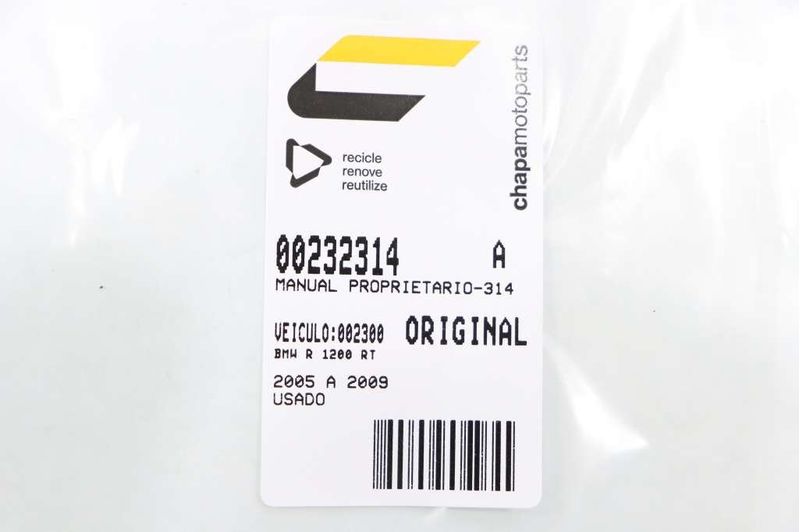 chapamotoparts
recicle
renove
reutilize
00232314 A
MANUAL PROPRIETARIO-314
VEICULO:002300 ORIGINAL
BMW R 1200 RT
2005 A 2009
USADO